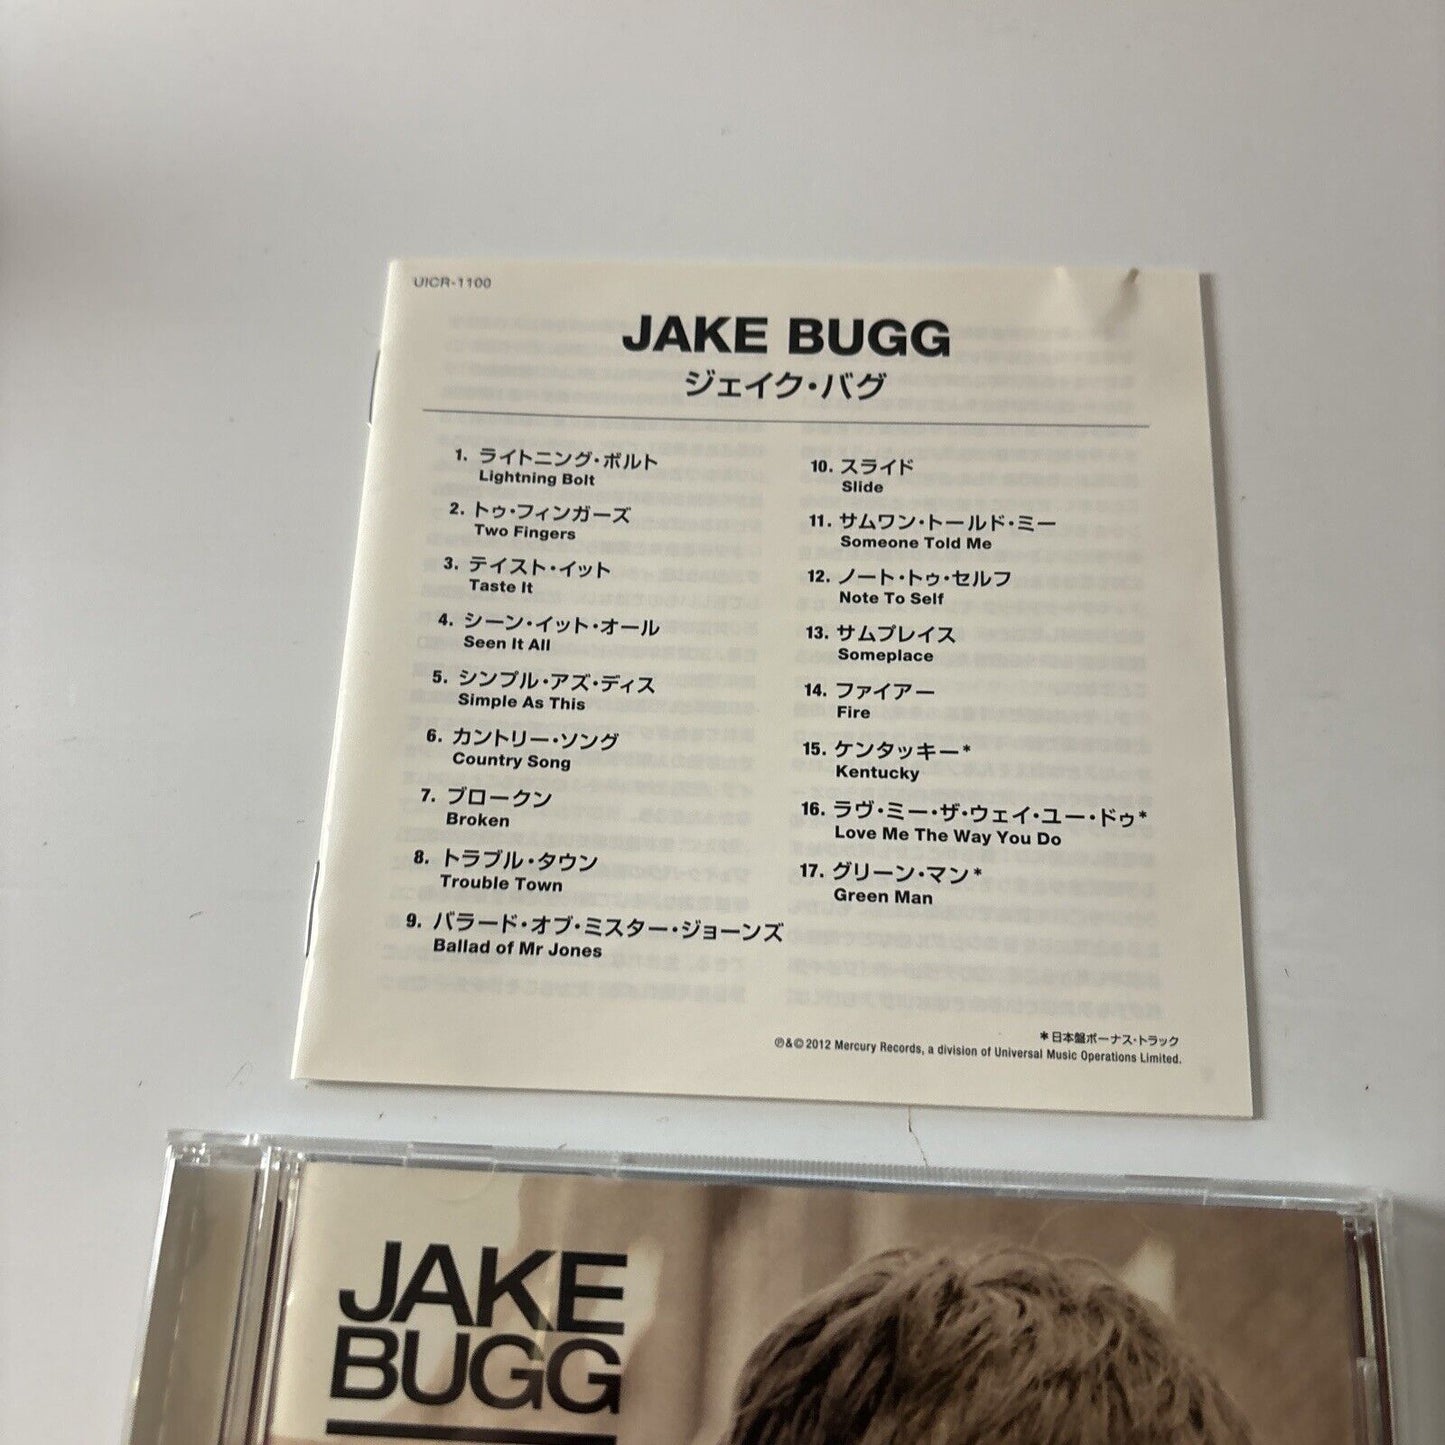 UICR-1100
JAKE BUGG
ジェイク・バグ
1. ライトニング・ボルト
Lightning Bolt
2. トゥ・フィンガーズ
Two Fingers
3. テイスト・イット
Taste It
4. シーン・イット・オール
Seen It All
5. シンプル・アズ・ディス
Simple As This
6. カントリー・ソング
Country Song
7. ブロークン
Broken
8. トラブル・タウン
Trouble Town
9. バラード・オブ・ミスター・ジョーンズ
Ballad of Mr Jones
10. スライド
Slide
11. サムワン・トールド・ミー
Someone Told Me
12. ノート・トゥ・セルフ
Note To Self
13. サムプレイス
Someplace
14. ファイアー
Fire
15. ケンタッキー*
Kentucky
16. ラヴ・ミー・ザ・ウェイ・ユー・ドゥ*
Love Me The Way You Do
17. グリーン・マン*
Green Man
*日本盤ボーナス・トラック
℗&© 2012 Mercury Records, a division of Universal Music Operations Limited.
JAKE
BUGG